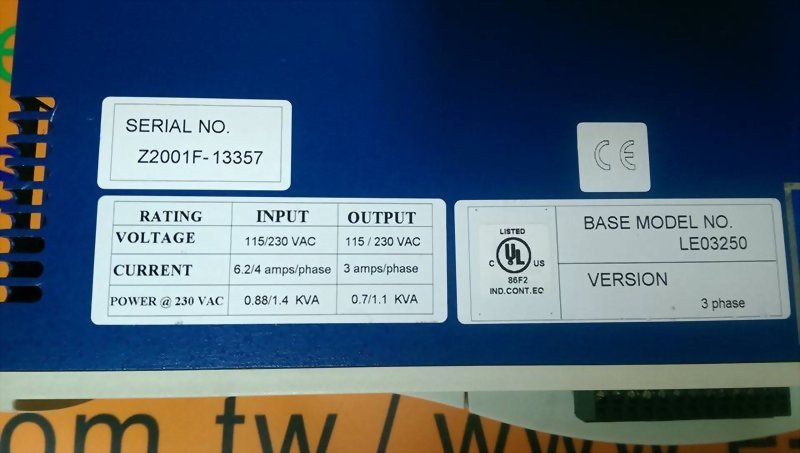 SERIAL NO.
Z2001F-13357
CE
RATING INPUT OUTPUT
VOLTAGE 115/230 VAC 115 / 230 VAC
CURRENT 6.2/4 amps/phase 3 amps/phase
POWER @ 230 VAC 0.88/1.4 KVA 0.7/1.1 KVA
LISTED
C UL US
86F2
IND.CONT.EQ
BASE MODEL NO.
LE03250
VERSION
3 phase
om.tw / w